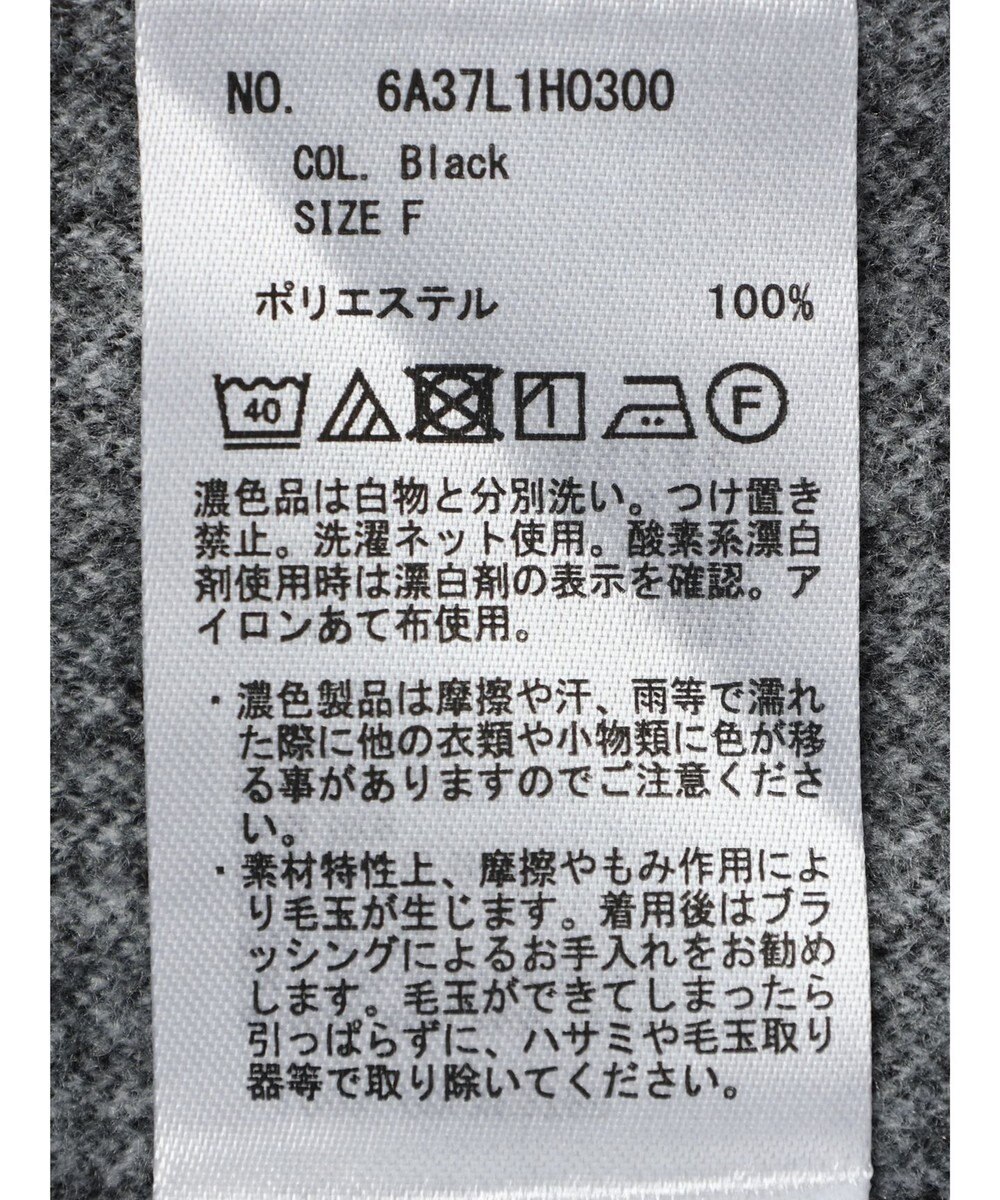 NO. 6A37L1H0300
COL. Black
SIZE F
ポリエステル 100%
40 F
濃色品は白物と分別洗い。つけ置き
禁止。洗濯ネット使用。酸素系漂白
剤使用時は漂白剤の表示を確認。ア
イロンあて布使用。
・濃色製品は摩擦や汗、雨等で濡れ
た際に他の衣類や小物類に色が移
る事がありますのでご注意くださ
い。
・素材特性上、摩擦やもみ作用によ
り毛玉が生じます。着用後はブラ
ッシングによるお手入れをお勧め
します。毛玉ができてしまったら
引っぱらずに、ハサミや毛玉取り
器等で取り除いてください。